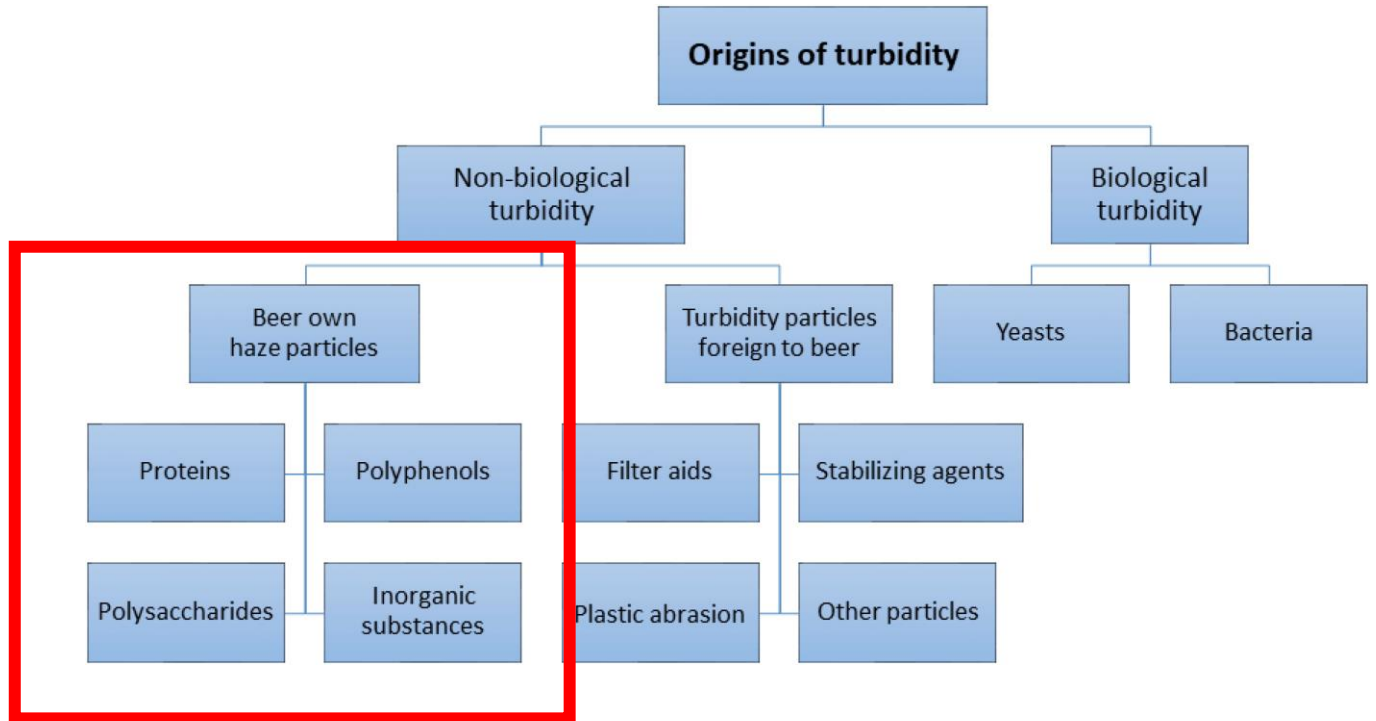 Origins of turbidity
Non-biological
turbidity
Biological
turbidity
Beer own
haze particles
Turbidity particles
foreign to beer
Yeasts
Bacteria
Proteins
Polyphenols
Filter aids
Stabilizing agents
Polysaccharides
Inorganic
substances
Plastic abrasion
Other particles